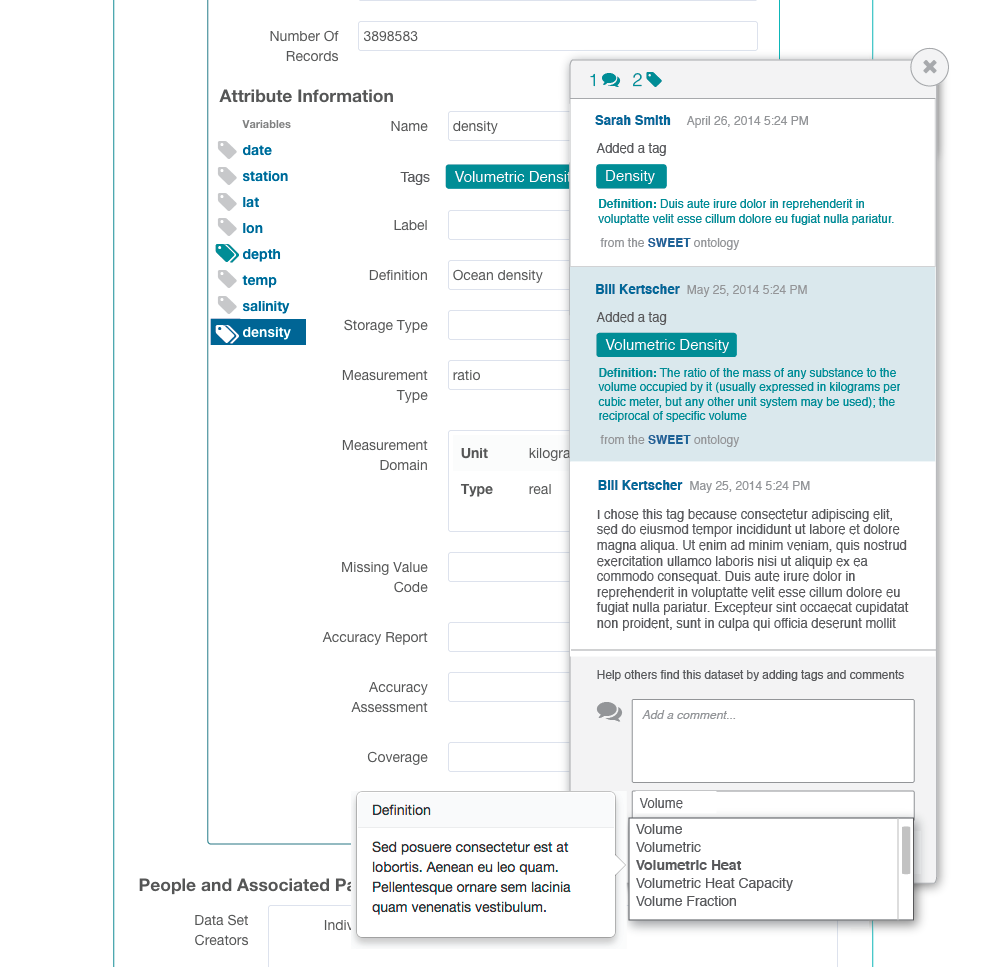 Number Of
Records
3898583
Attribute Information
Variables
date
station
lat
lon
depth
temp
salinity
density
Name
density
Tags
Volumetric Densit
Label
Definition
Ocean density
Storage Type
Measurement
Type
ratio
Measurement
Domain
Unit
kilogra
Type
real
Missing Value
Code
Accuracy Report
Accuracy
Assessment
Coverage
1 2
Sarah Smith April 26, 2014 5:24 PM
Added a tag
Density
Definition: Duis aute irure dolor in reprehenderit in
voluptatte velit esse cillum dolore eu fugiat nulla pariatur.
from the SWEET ontology
Bill Kertscher May 25, 2014 5:24 PM
Added a tag
Volumetric Density
Definition: The ratio of the mass of any substance to the
volume occupied by it (usually expressed in kilograms per
cubic meter, but any other unit system may be used); the
reciprocal of specific volume
from the SWEET ontology
Bill Kertscher May 25, 2014 5:24 PM
I chose this tag because consectetur adipiscing elit,
sed do eiusmod tempor incididunt ut labore et dolore
magna aliqua. Ut enim ad minim veniam, quis nostrud
exercitation ullamco laboris nisi ut aliquip ex ea
commodo consequat. Duis aute irure dolor in
reprehenderit in voluptatte velit esse cillum dolore eu
fugiat nulla pariatur. Excepteur sint occaecat cupidatat
non proident, sunt in culpa qui officia deserunt mollit
Help others find this dataset by adding tags and comments
Add a comment...
Volume
Volume
Volumetric
Volumetric Heat
Volumetric Heat Capacity
Volume Fraction
Definition
Sed posuere consectetur est at
lobortis. Aenean eu leo quam.
Pellentesque ornare sem lacinia
quam venenatis vestibulum.
People and Associated Pa
Data Set
Creators
Indiv